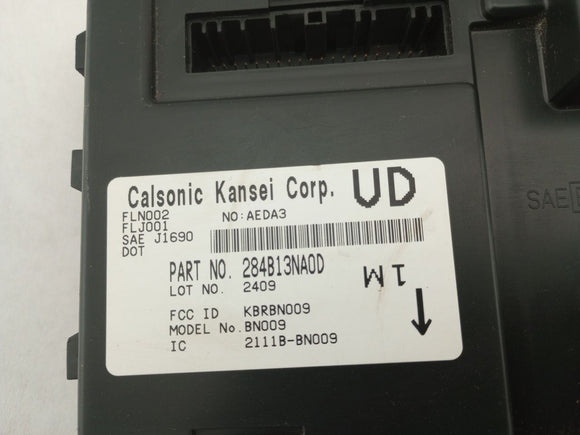 Calsonic Kansei Corp. UD
FLN002 NO:AEDA3
FLJ001
SAE J1690
DOT
PART NO. 284B13NA0D
LOT NO. 2409
1M
FCC ID KBRBN009
MODEL No. BN009
IC 2111B-BN009
SAE